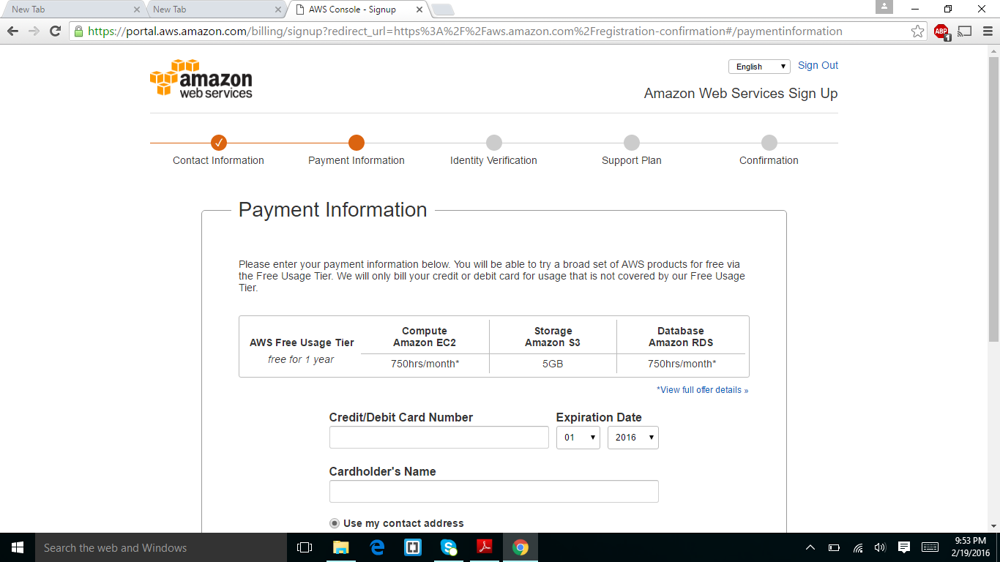 New Tab
New Tab
AWS Console - Signup
https://portal.aws.amazon.com/billing/signup?redirect_url=https%3A%2F%2Faws.amazon.com%2Fregistration-confirmation#/paymentinformation
ABP
1
amazon
web services
English
Sign Out
Amazon Web Services Sign Up
Contact Information
Payment Information
Identity Verification
Support Plan
Confirmation
Payment Information
Please enter your payment information below. You will be able to try a broad set of AWS products for free via
the Free Usage Tier. We will only bill your credit or debit card for usage that is not covered by our Free Usage
Tier.
AWS Free Usage Tier
free for 1 year
Compute
Amazon EC2
Storage
Amazon S3
Database
Amazon RDS
750hrs/month*
5GB
750hrs/month*
*View full offer details »
Credit/Debit Card Number
Expiration Date
01
2016
Cardholder's Name
Use my contact address
Search the web and Windows
9:53 PM
2/19/2016